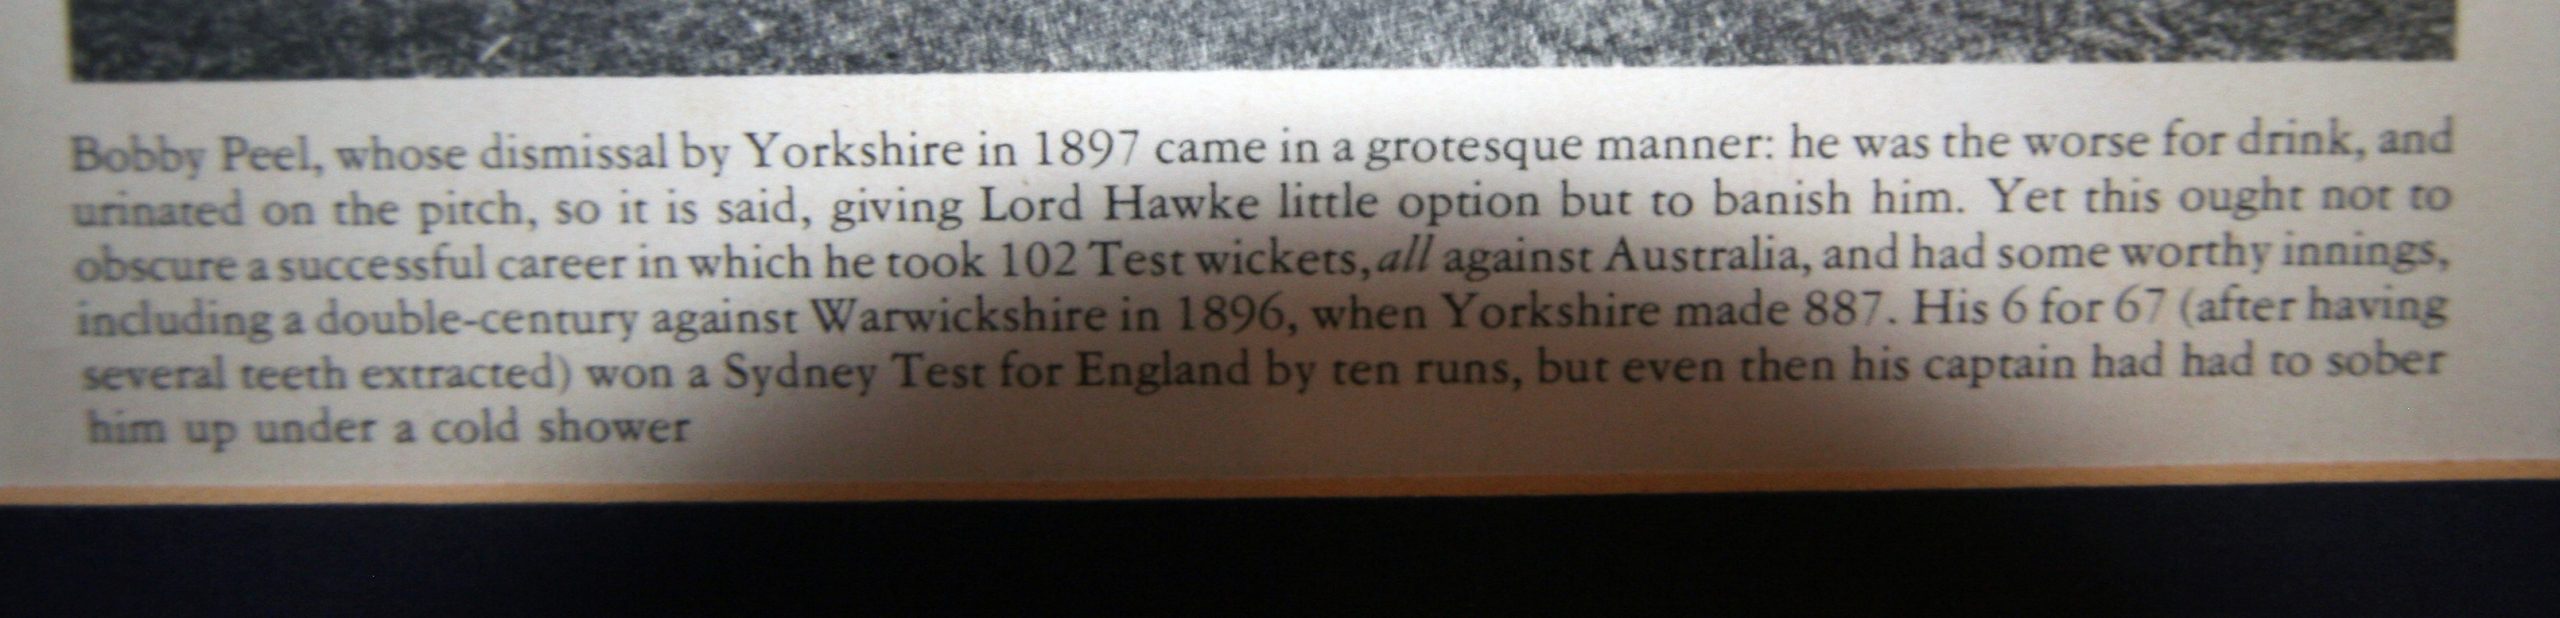 Bobby Peel, whose dismissal by Yorkshire in 1897 came in a grotesque manner: he was the worse for drink, and
urinated on the pitch, so it is said, giving Lord Hawke little option but to banish him. Yet this ought not to
obscure a successful career in which he took 102 Test wickets, all against Australia, and had some worthy innings,
including a double-century against Warwickshire in 1896, when Yorkshire made 887. His 6 for 67 (after having
several teeth extracted) won a Sydney Test for England by ten runs, but even then his captain had had to sober
him up under a cold shower